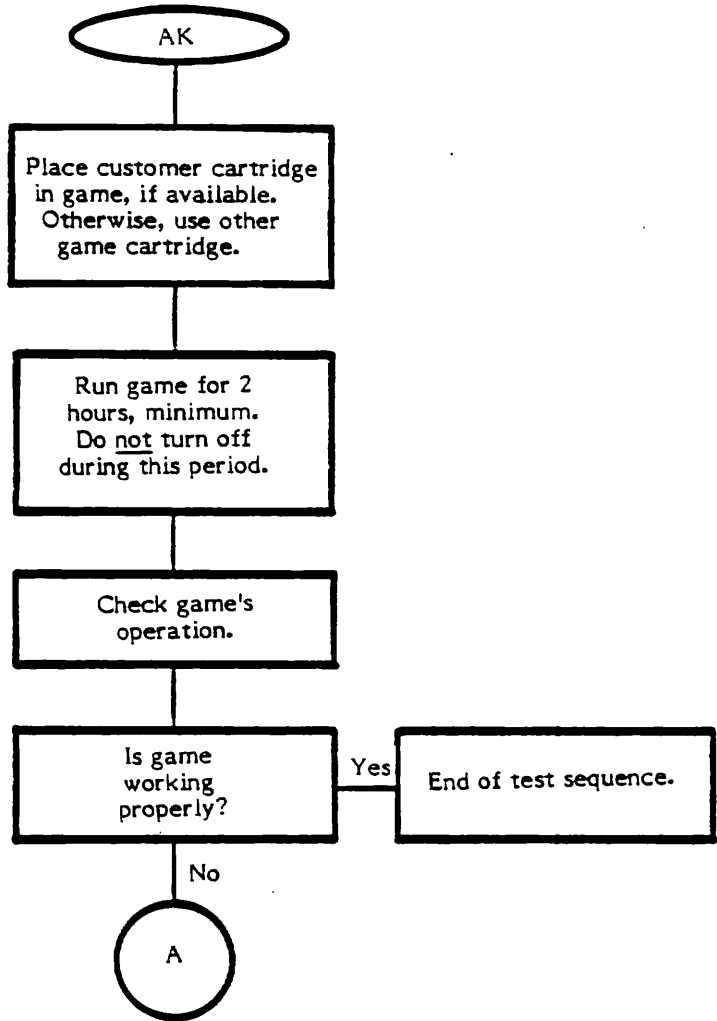 AK
Place customer cartridge
in game, if available.
Otherwise, use other
game cartridge.
Run game for 2
hours, minimum.
Do not turn off
during this period.
Check game's
operation.
Is game
working
properly?
Yes
End of test sequence.
No
A